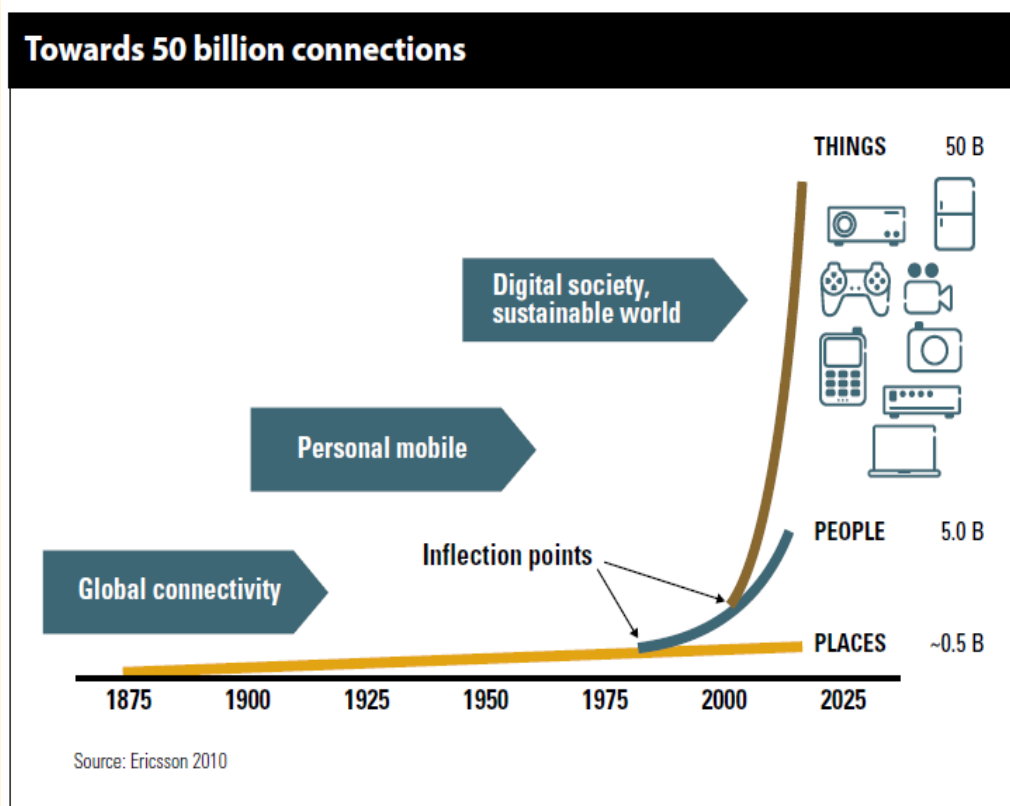 Towards 50 billion connections
THINGS 50 B
Digital society,
sustainable world
Personal mobile
PEOPLE 5.0 B
Inflection points
Global connectivity
PLACES ~0.5 B
1875 1900 1925 1950 1975 2000 2025
Source: Ericsson 2010